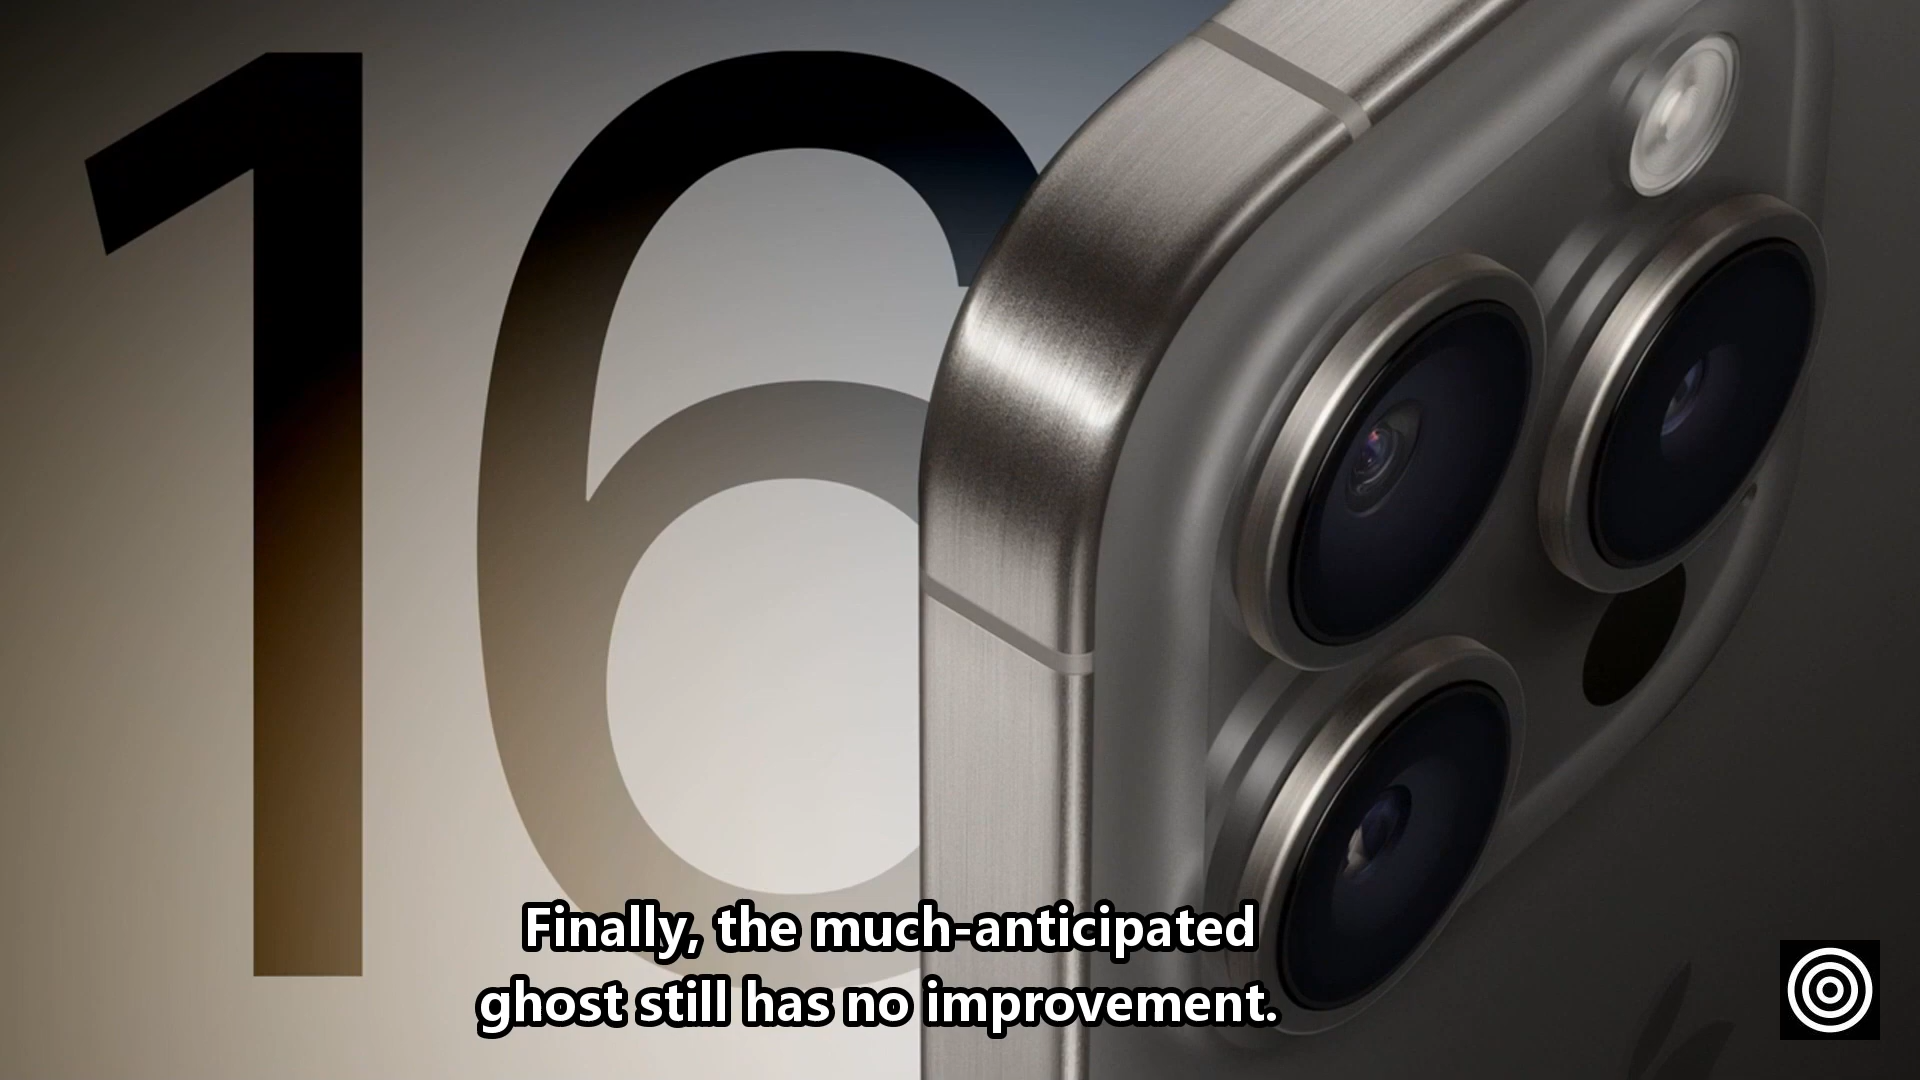 16
Finally, the much-anticipated
ghost still has no improvement.